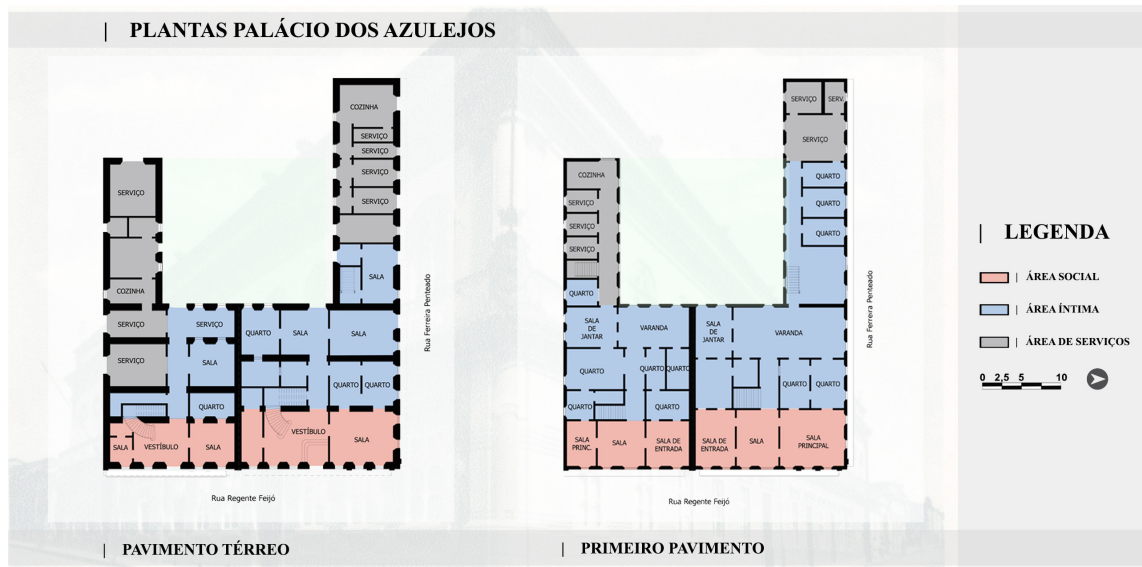 | PLANTAS PALÁCIO DOS AZULEJOS
COZINHA
SERVIÇO
SERVIÇO
SERVIÇO
SERVIÇO
SERVIÇO
SALA
COZINHA
SERVIÇO
SERVIÇO
QUARTO
SALA
SALA
SERVIÇO
SALA
QUARTO
QUARTO
QUARTO
SALA
VESTÍBULO
SALA
VESTÍBULO
SALA
Rua Ferreira Penteado
Rua Regente Feijó
| PAVIMENTO TÉRREO
SERVIÇO
SERV.
SERVIÇO
COZINHA
QUARTO
SERVIÇO
QUARTO
SERVIÇO
QUARTO
SERVIÇO
QUARTO
SALA
DE
JANTAR
VARANDA
SALA
DE
JANTAR
VARANDA
QUARTO
QUARTO
QUARTO
QUARTO
QUARTO
QUARTO
QUARTO
SALA
PRINC.
SALA
SALA DE
ENTRADA
SALA DE
ENTRADA
SALA
SALA
PRINCIPAL
Rua Ferreira Penteado
Rua Regente Feijó
| PRIMEIRO PAVIMENTO
| LEGENDA
| ÁREA SOCIAL
| ÁREA ÍNTIMA
| ÁREA DE SERVIÇOS
0 2,5 5 10